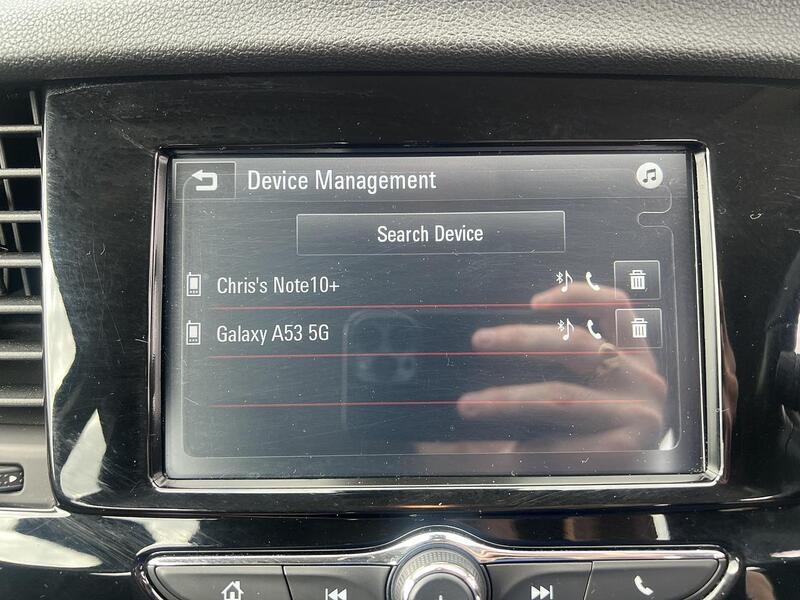 Device Management
Search Device
Chris's Note10+
Galaxy A53 5G